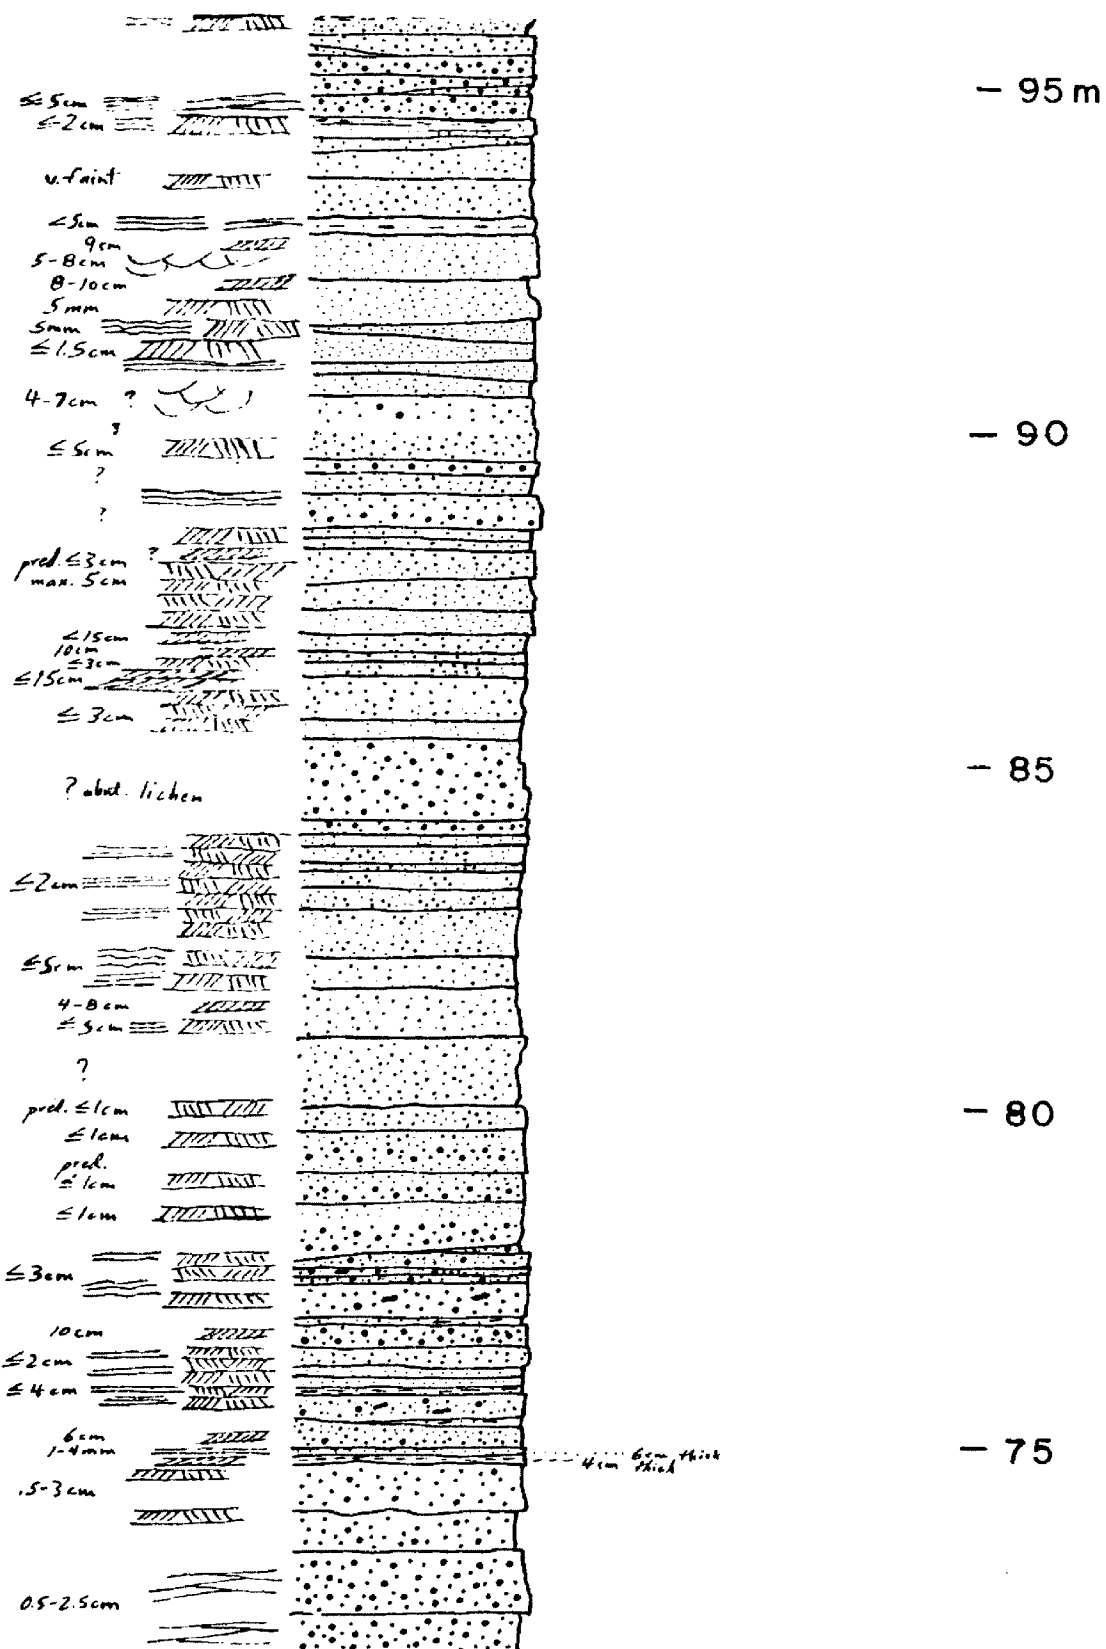 95 m
≤ 5cm
≤ 2cm
v. faint
<5cm
9cm
5-8cm
8-10cm
5mm
5mm
≤1.5cm
4-7cm ?
90
?
≤ 5cm
?
?
pred. ≤3cm ?
max. 5cm
≤15cm
10cm
≤3cm
≤15cm
≤ 3cm
85
? abnt. lichen
≤2cm
≤5cm
4-8cm
≤ 5cm
?
pred. ≤1cm
80
≤1cm
pred.
≤ 1cm
≤1cm
≤3cm
10cm
≤2cm
≤4cm
6cm
1-4mm
75
6cm thick
4cm thick
.5-3cm
0.5-2.5cm